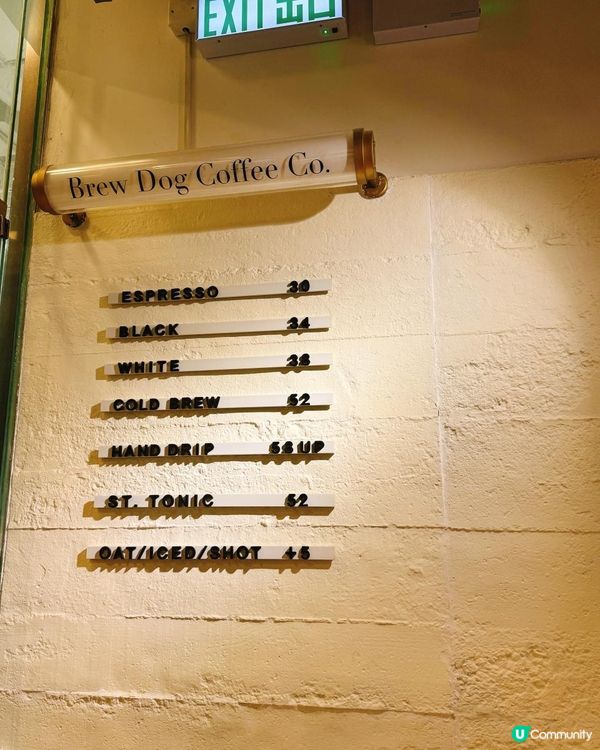 EXIT 出口
Brew Dog Coffee Co.
ESPRESSO 30
BLACK 34
WHITE 38
COLD BREW 52
HAND DRIP 58 UP
ST. TONIC 52
OAT/ICED/SHOT +5
U Community